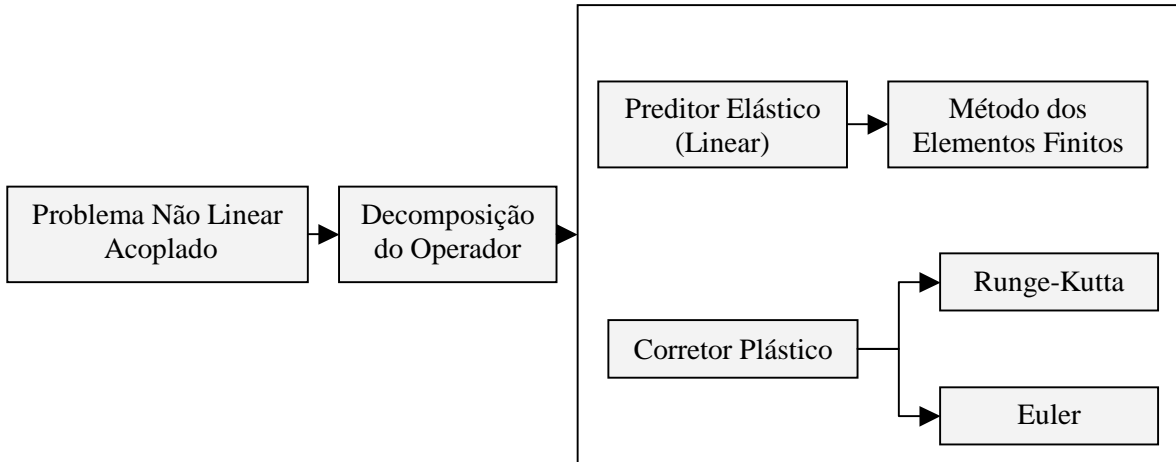 Problema Não Linear
Acoplado
Decomposição
do Operador
Preditor Elástico
(Linear)
Método dos
Elementos Finitos
Corretor Plástico
Runge-Kutta
Euler